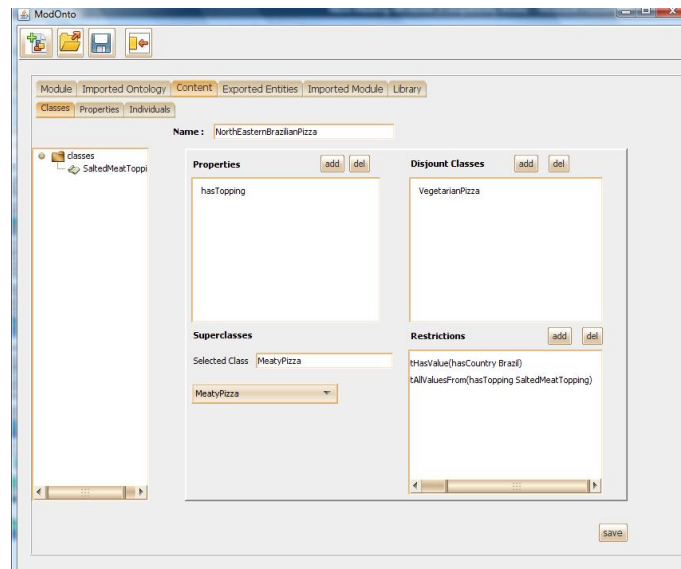 ModOnto
Module Imported Ontology Content Exported Entities Imported Module Library
Classes Properties Individuals
Name : NorthEasternBrazilianPizza
classes
SaltedMeatToppi
Properties add del
hasTopping
Disjount Classes add del
VegetarianPizza
Superclasses
Selected Class MeatyPizza
MeatyPizza
Restrictions add del
tHasValue(hasCountry Brazil)
tAllValuesFrom(hasTopping SaltedMeatTopping)
save